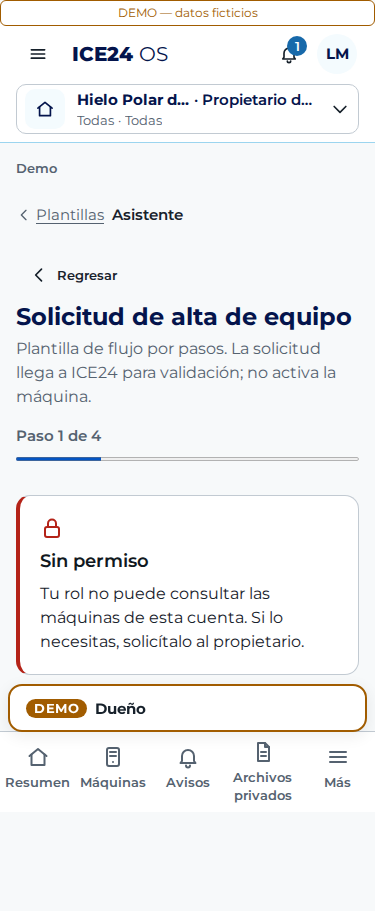 DEMO — datos ficticios
ICE24 OS
1
LM
Hielo Polar d... · Propietario d...
Todas · Todas
Demo
Plantillas Asistente
Regresar
Solicitud de alta de equipo
Plantilla de flujo por pasos. La solicitud
llega a ICE24 para validación; no activa la
máquina.
Paso 1 de 4
Sin permiso
Tu rol no puede consultar las
máquinas de esta cuenta. Si lo
necesitas, solicítalo al propietario.
DEMO Dueño
Resumen Máquinas Avisos Archivos
privados Más